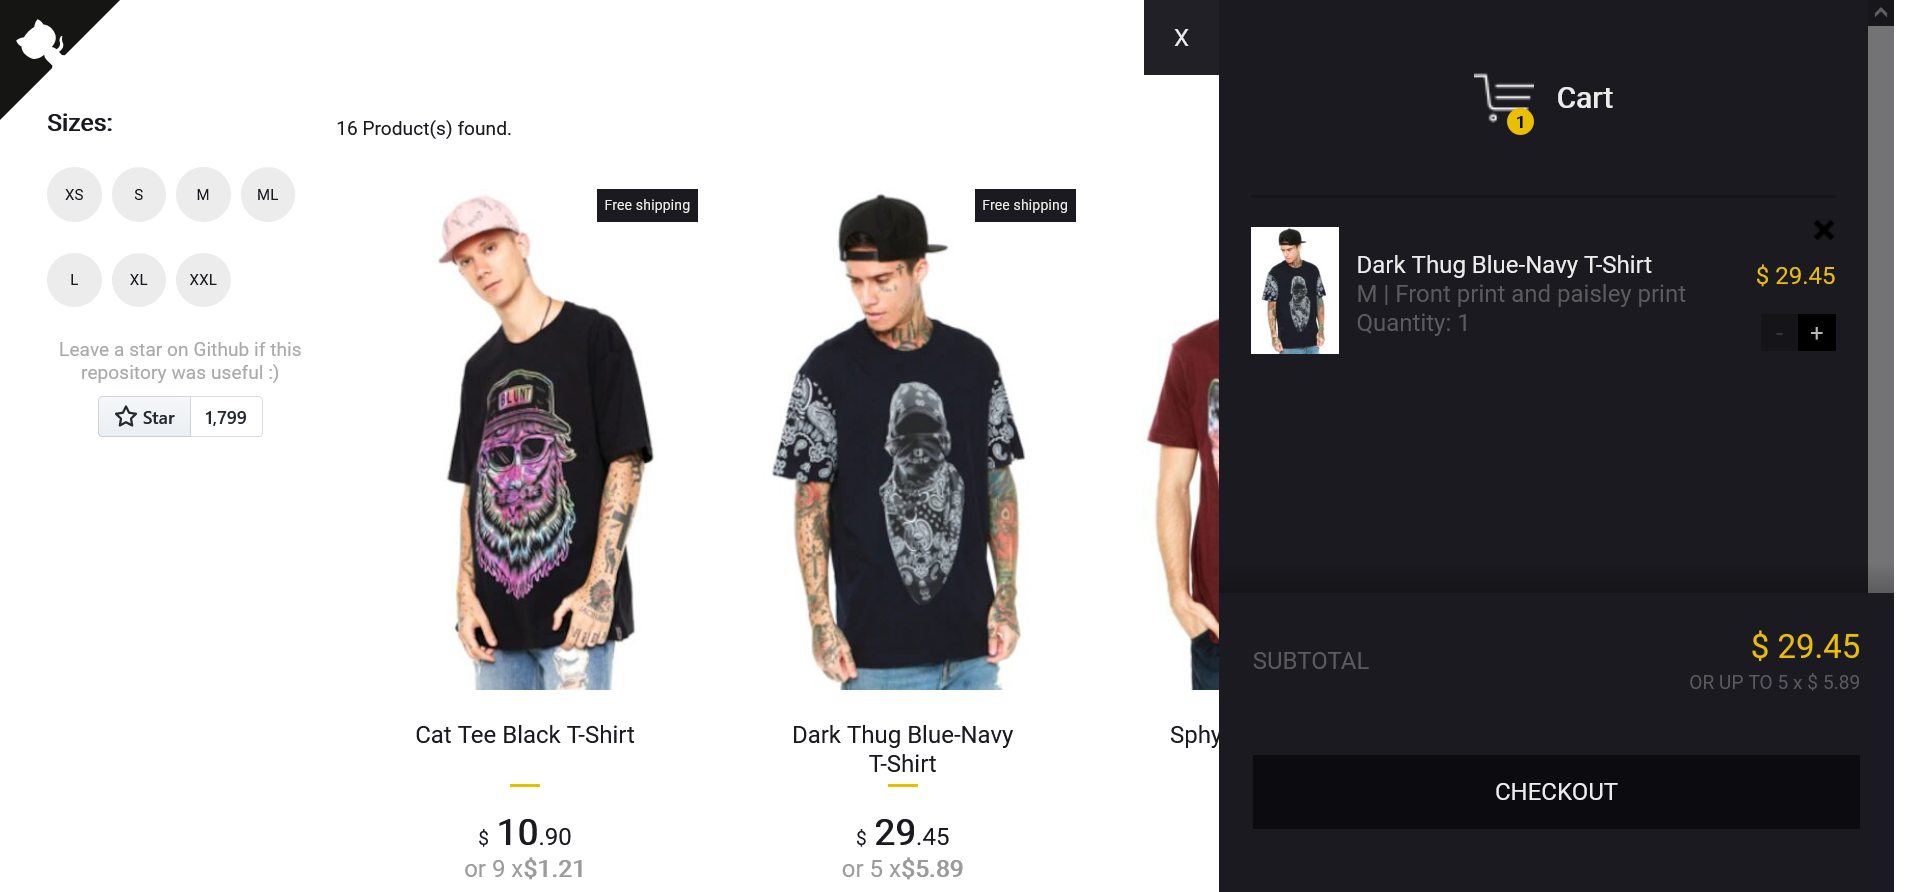 Sizes:
XS
S
M
ML
L
XL
XXL
Leave a star on Github if this
repository was useful :)
Star
1,799
16 Product(s) found.
Free shipping
BLUNT
Cat Tee Black T-Shirt
$ 10.90
or 9 x$1.21
Free shipping
Dark Thug Blue-Navy
T-Shirt
$ 29.45
or 5 x$5.89
Sphy
X
1
Cart
Dark Thug Blue-Navy T-Shirt
M | Front print and paisley print
Quantity: 1
$ 29.45
-
+
SUBTOTAL
$ 29.45
OR UP TO 5 x $ 5.89
CHECKOUT